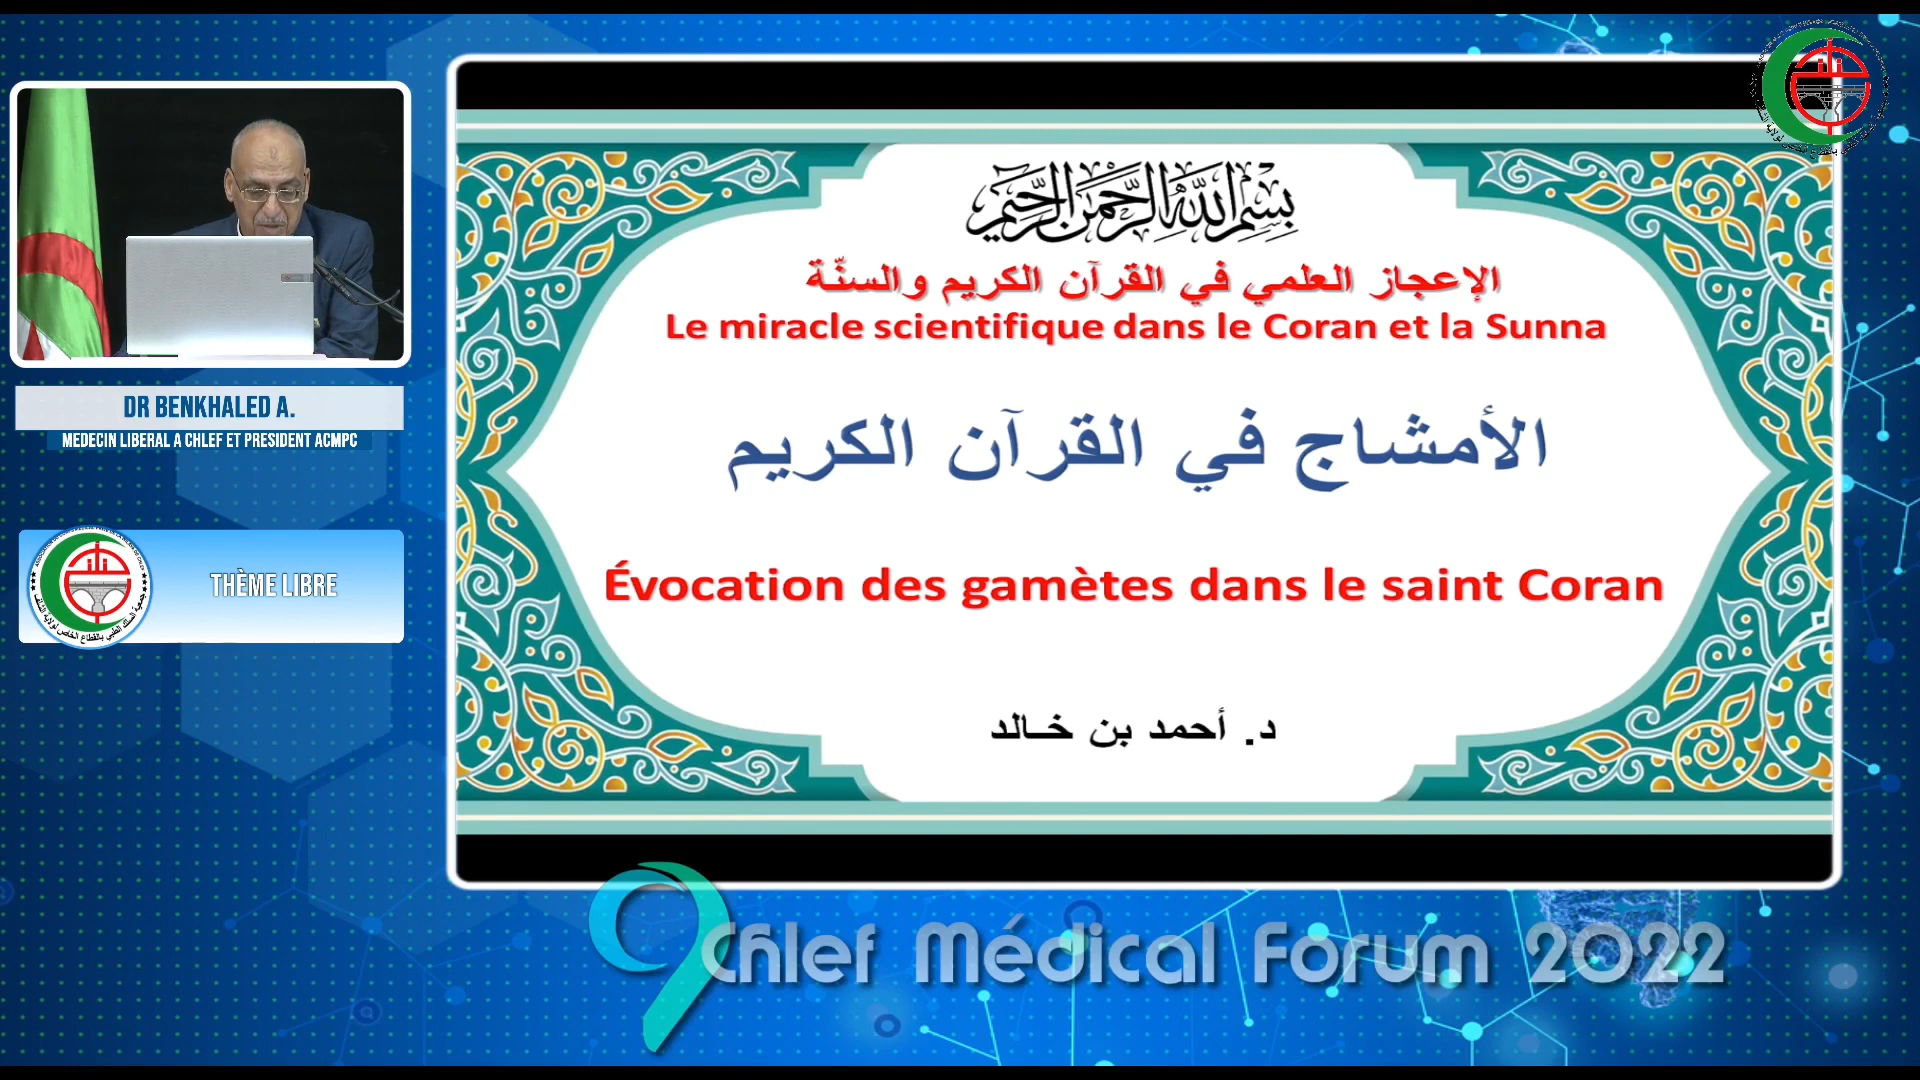 DR BENKHALED A.
MEDECIN LIBERAL A CHLEF ET PRESIDENT ACMPC
THÈME LIBRE
بسم الله الرحمن الرحيم
الإعجاز العلمي في القرآن الكريم والسنّة
Le miracle scientifique dans le Coran et la Sunna
الأمشاج في القرآن الكريم
Évocation des gamètes dans le saint Coran
د. أحمد بن خـالد
9 Chlef Médical Forum 2022